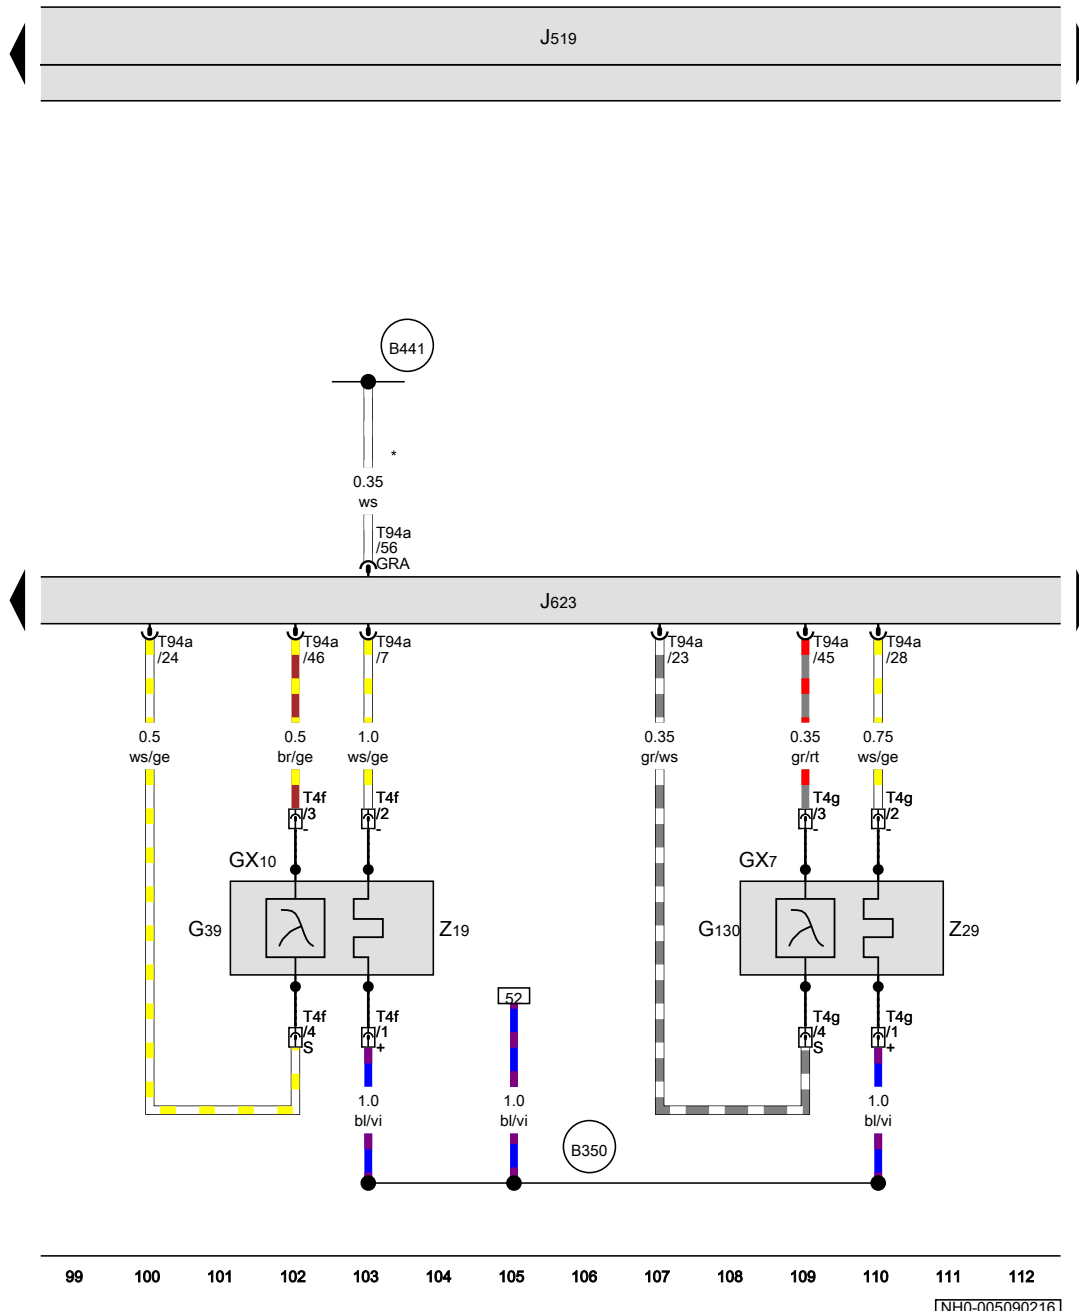 J519
B441
*
0.35
ws
T94a
/56
GRA
J623
T94a
/24
T94a
/46
T94a
/7
T94a
/23
T94a
/45
T94a
/28
0.5
ws/ge
0.5
br/ge
1.0
ws/ge
0.35
gr/ws
0.35
gr/rt
0.75
ws/ge
T4f
/3
-
T4f
/2
-
T4g
/3
-
T4g
/2
-
GX10
GX7
G39
Z19
G130
Z29
52
T4f
/4
S
T4f
/1
+
T4g
/4
S
T4g
/1
+
1.0
bl/vi
1.0
bl/vi
1.0
bl/vi
B350
99 100 101 102 103 104 105 106 107 108 109 110 111 112
NH0-005090216